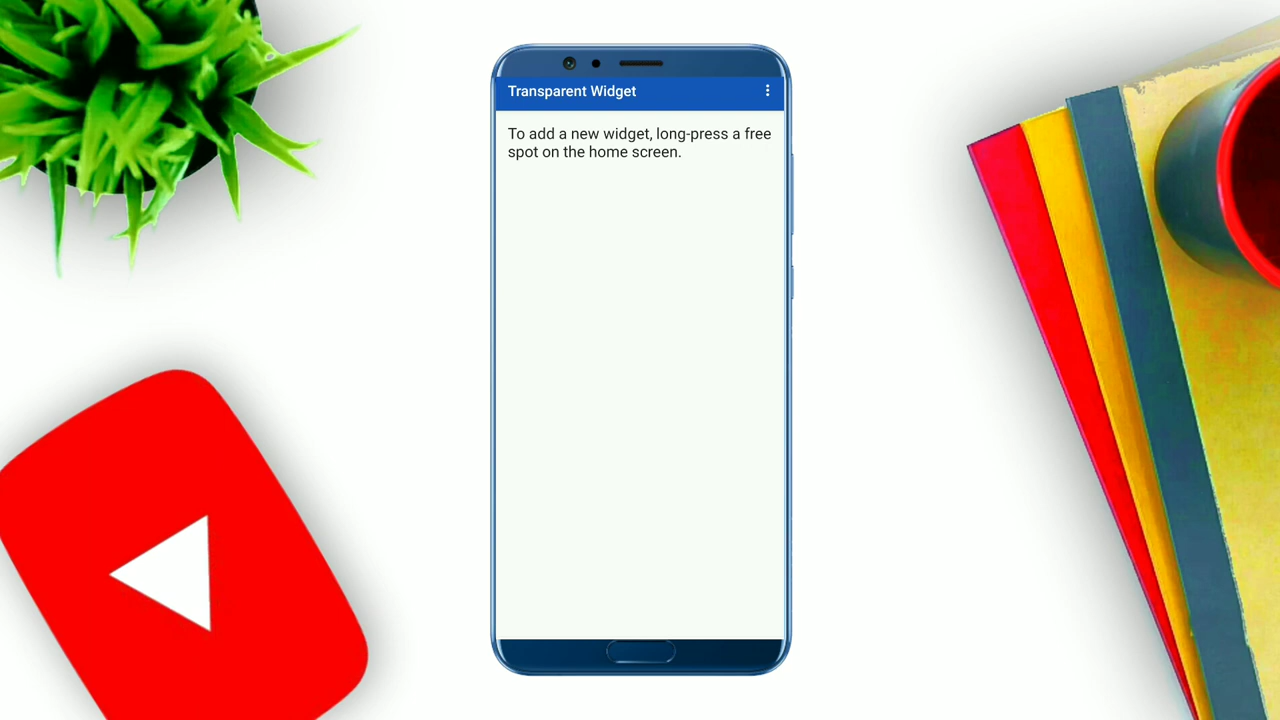 Transparent Widget
To add a new widget, long-press a free
spot on the home screen.